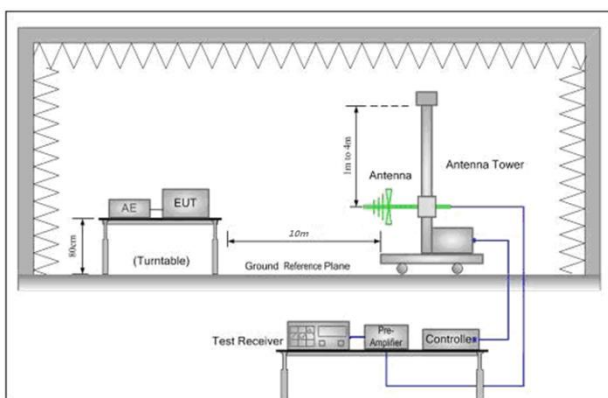 1m to 4m
Antenna
Antenna Tower
AE
EUT
80cm
10m
(Turntable)
Ground Reference Plane
Test Receiver
Pre-
Amplifier
Controller